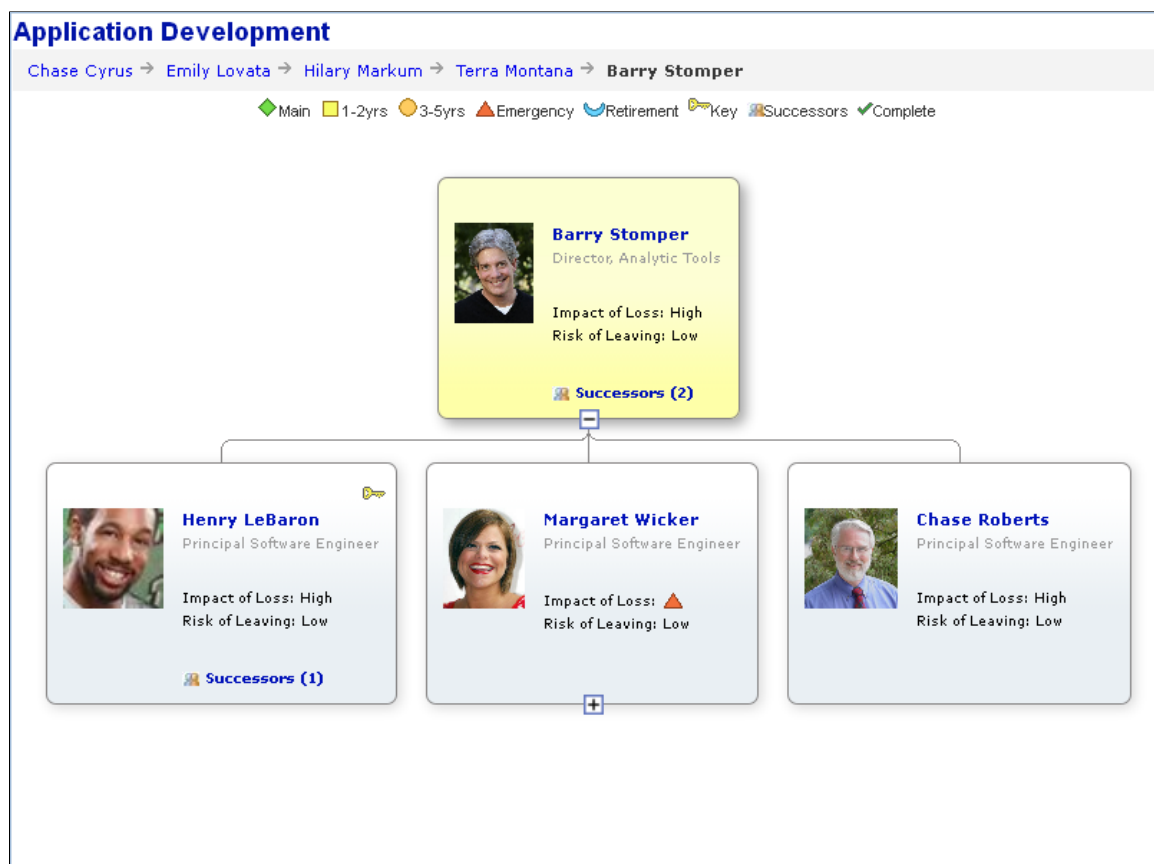 Application Development
Chase Cyrus Emily Lovata Hilary Markum Terra Montana Barry Stomper
Main 1-2yrs 3-5yrs Emergency Retirement Key Successors Complete
Barry Stomper
Director, Analytic Tools
Impact of Loss: High
Risk of Leaving: Low
Successors (2)
Henry LeBaron
Principal Software Engineer
Impact of Loss: High
Risk of Leaving: Low
Successors (1)
Margaret Wicker
Principal Software Engineer
Impact of Loss:
Risk of Leaving: Low
Chase Roberts
Principal Software Engineer
Impact of Loss: High
Risk of Leaving: Low